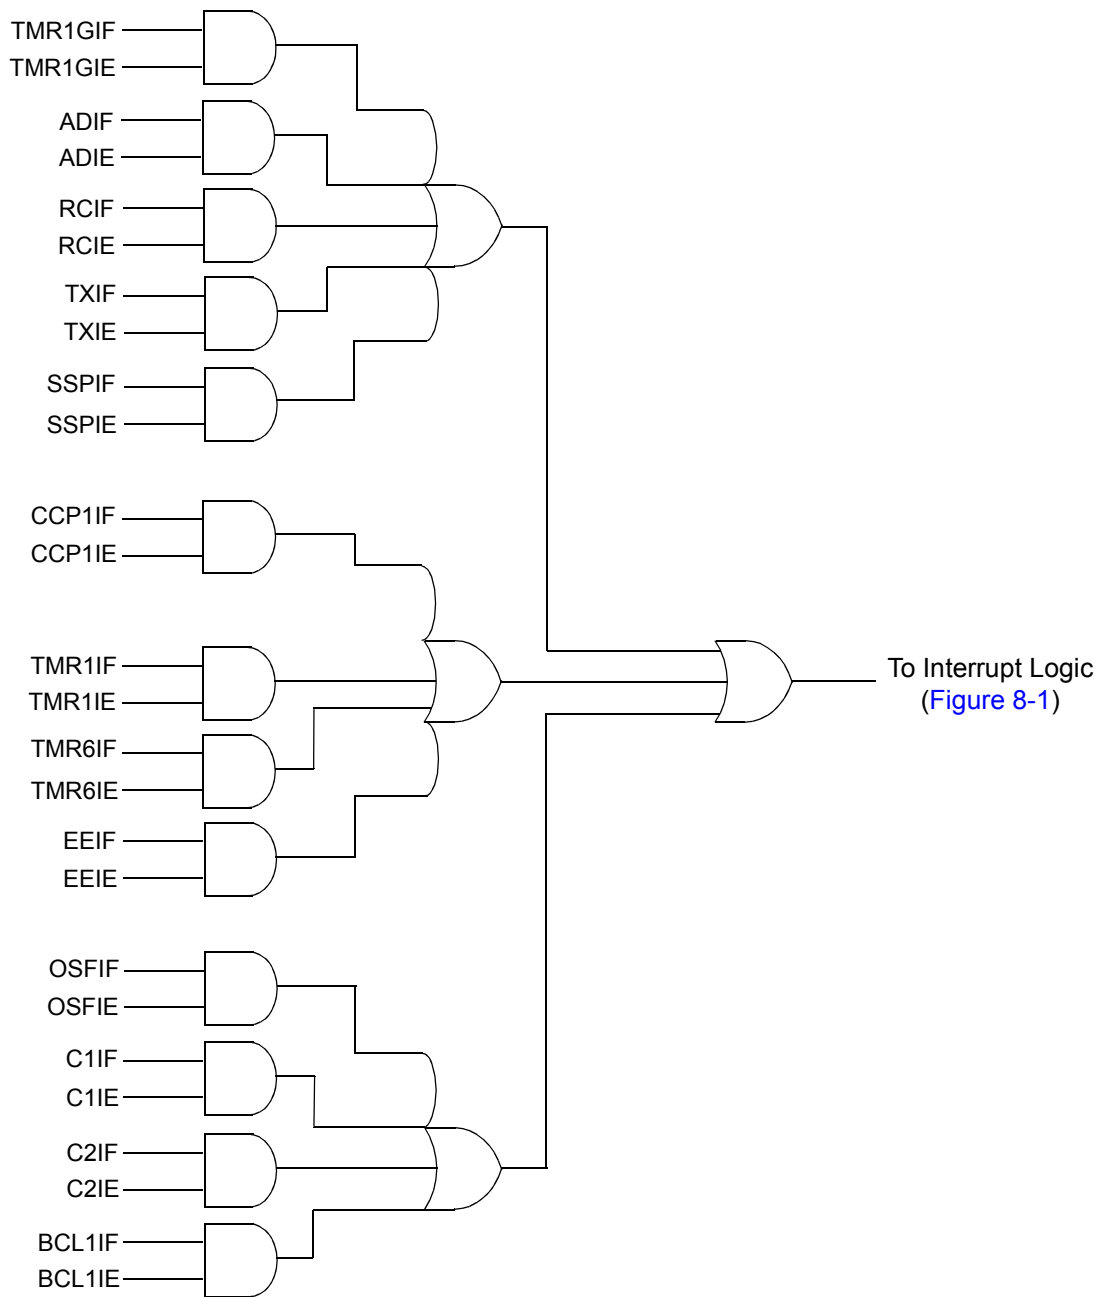 TMR1GIF
TMR1GIE
ADIF
ADIE
RCIF
RCIE
TXIF
TXIE
SSPIF
SSPIE
CCP1IF
CCP1IE
TMR1IF
TMR1IE
To Interrupt Logic
(Figure 8-1)
TMR6IF
TMR6IE
EEIF
EEIE
OSFIF
OSFIE
C1IF
C1IE
C2IF
C2IE
BCL1IF
BCL1IE